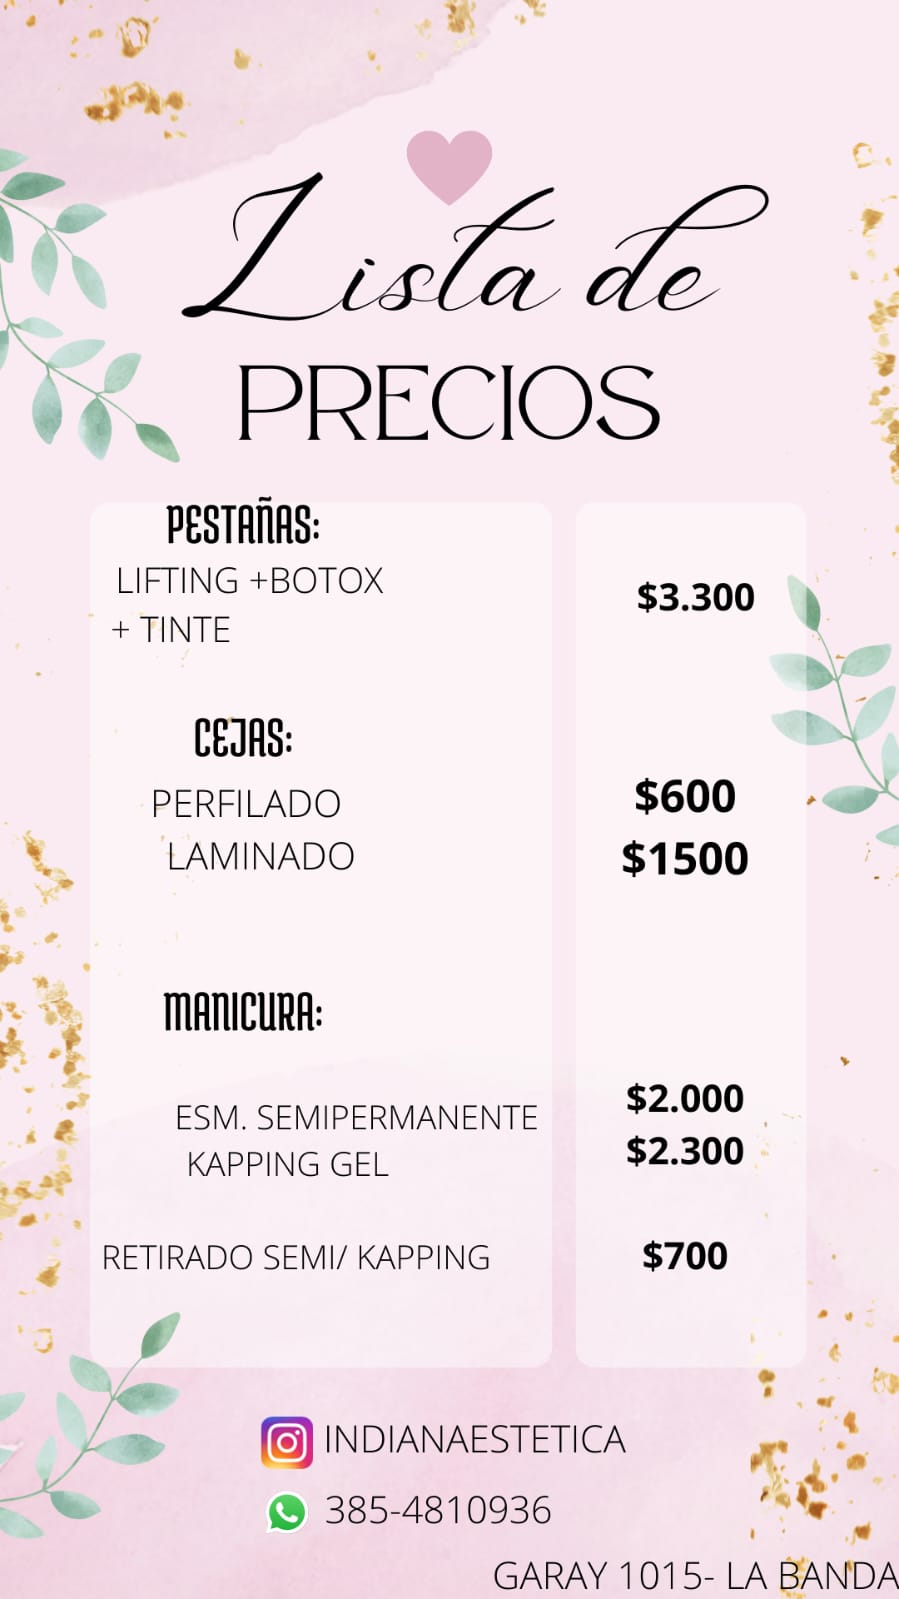 Lista de
PRECIOS
PESTAÑAS:
LIFTING +BOTOX
+ TINTE
$3.300
CEJAS:
PERFILADO $600
LAMINADO $1500
MANICURA:
ESM. SEMIPERMANENTE $2.000
KAPPING GEL $2.300
RETIRADO SEMI/ KAPPING $700
INDIANAESTETICA
385-4810936
GARAY 1015- LA BANDA